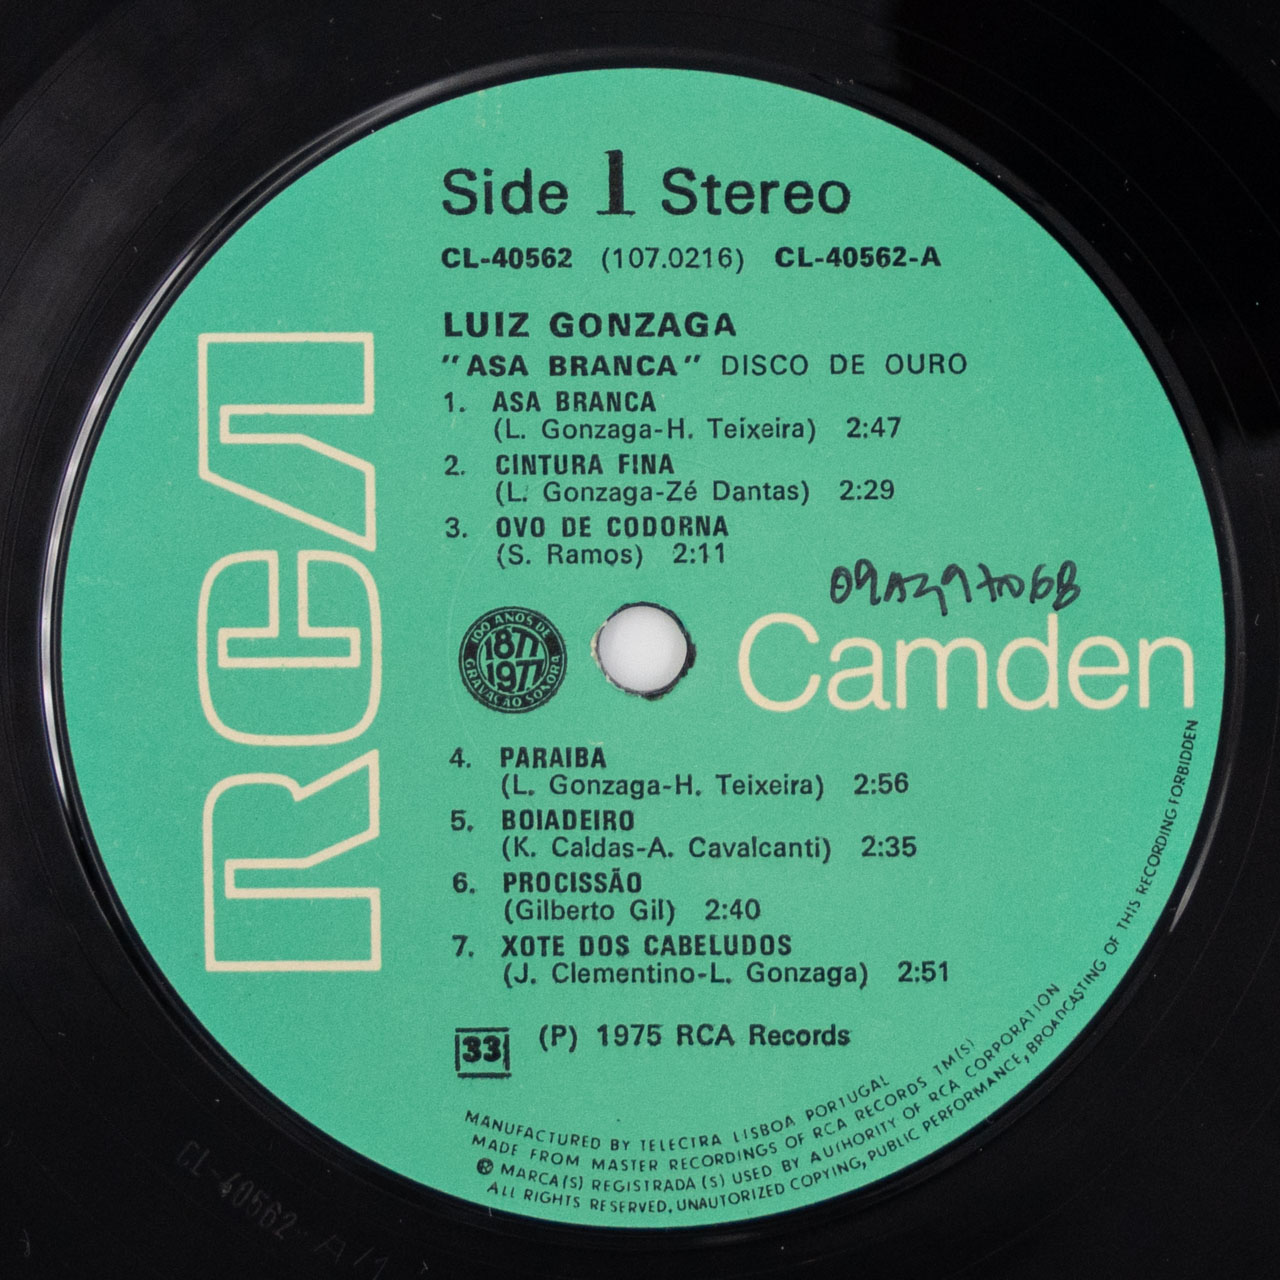 Side 1 Stereo
CL-40562 (107.0216) CL-40562-A
LUIZ GONZAGA
"ASA BRANCA" DISCO DE OURO
1. ASA BRANCA
(L. Gonzaga-H. Teixeira) 2:47
2. CINTURA FINA
(L. Gonzaga-Zé Dantas) 2:29
3. OVO DE CODORNA
(S. Ramos) 2:11
RCA
100 ANOS DE
1877
1977
GRAVAÇÃO SONORA
Camden
4. PARAIBA
(L. Gonzaga-H. Teixeira) 2:56
5. BOIADEIRO
(K. Caldas-A. Cavalcanti) 2:35
6. PROCISSÃO
(Gilberto Gil) 2:40
7. XOTE DOS CABELUDOS
(J. Clementino-L. Gonzaga) 2:51
33 (P) 1975 RCA Records
MANUFACTURED BY TELECTRA LISBOA PORTUGAL
MADE FROM MASTER RECORDINGS OF RCA RECORDS TM(S)
® MARCA(S) REGISTRADA(S) USED BY AUTHORITY OF RCA CORPORATION
ALL RIGHTS RESERVED, UNAUTORIZED COPYING, PUBLIC PERFORMANCE, BROADCASTING OF THIS RECORDING FORBIDDEN
CL-40562-A/1